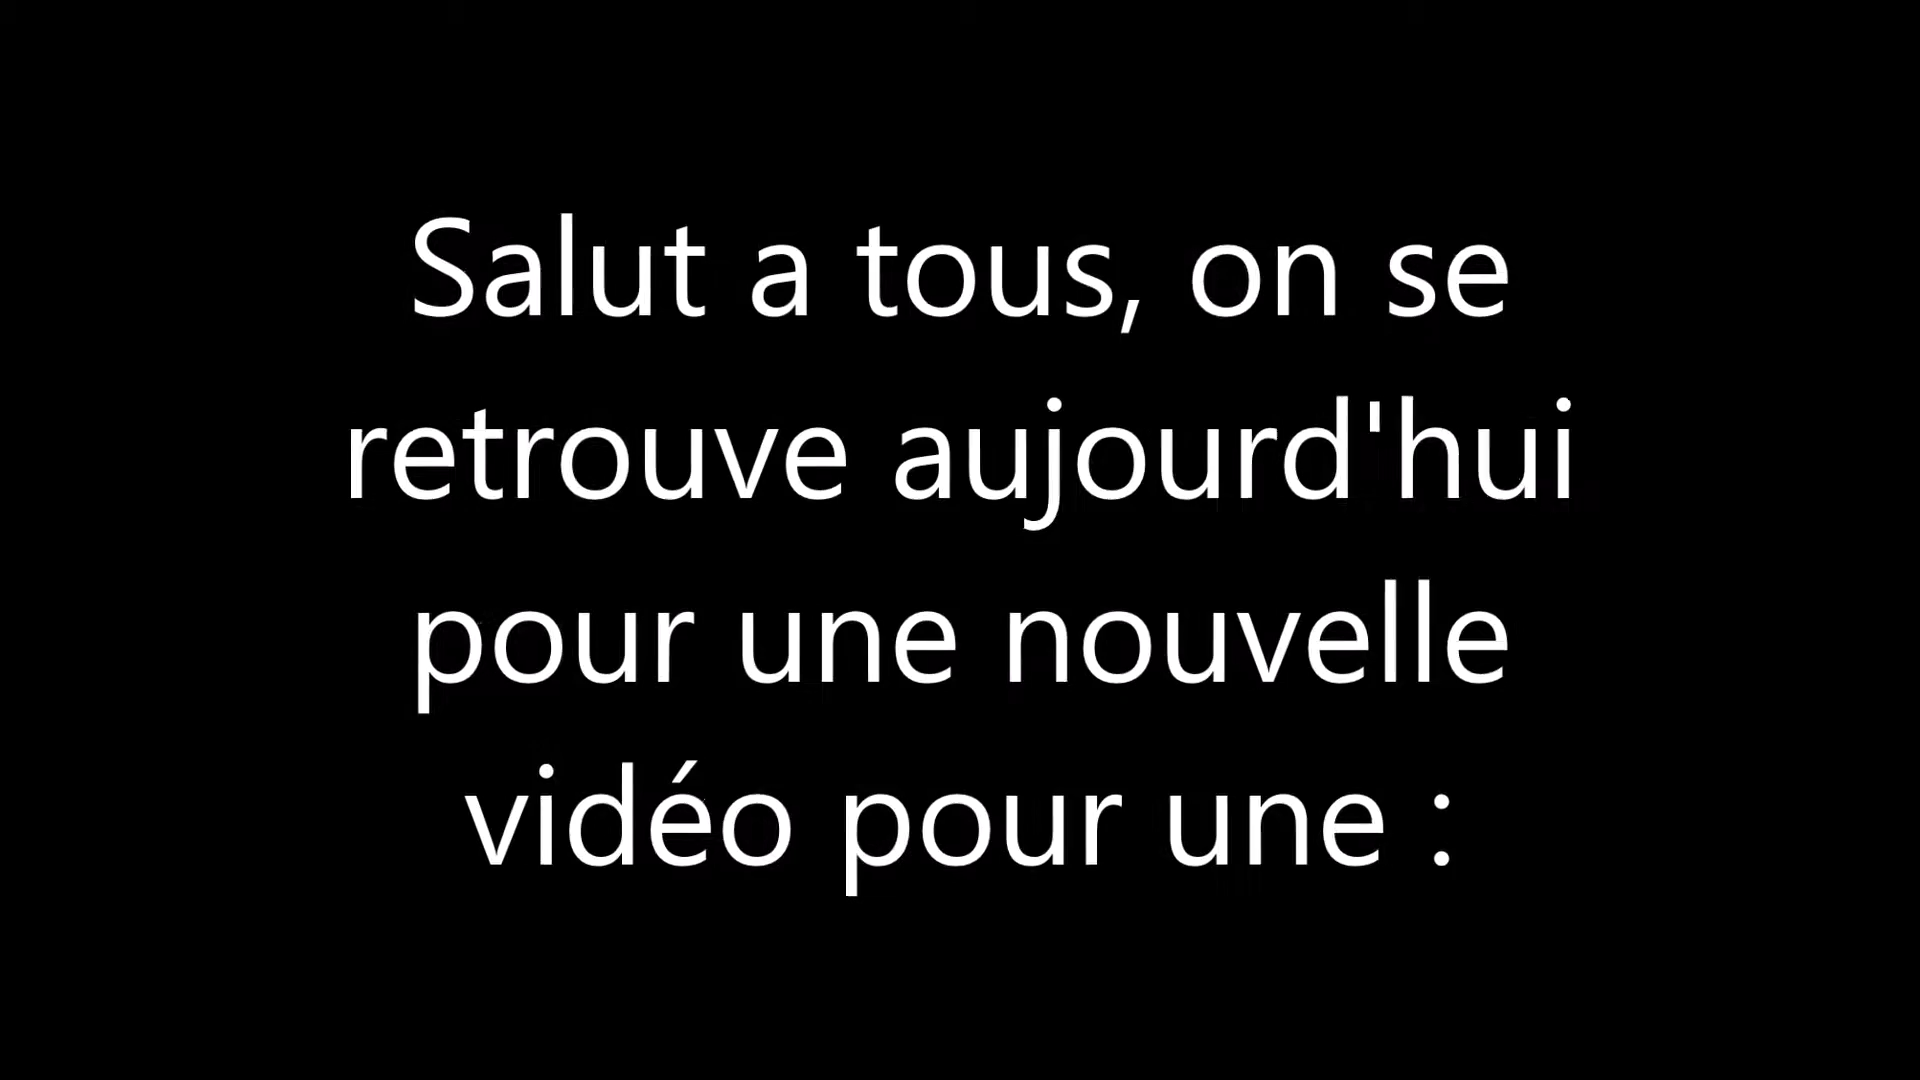 Salut a tous, on se
retrouve aujourd'hui
pour une nouvelle
vidéo pour une :